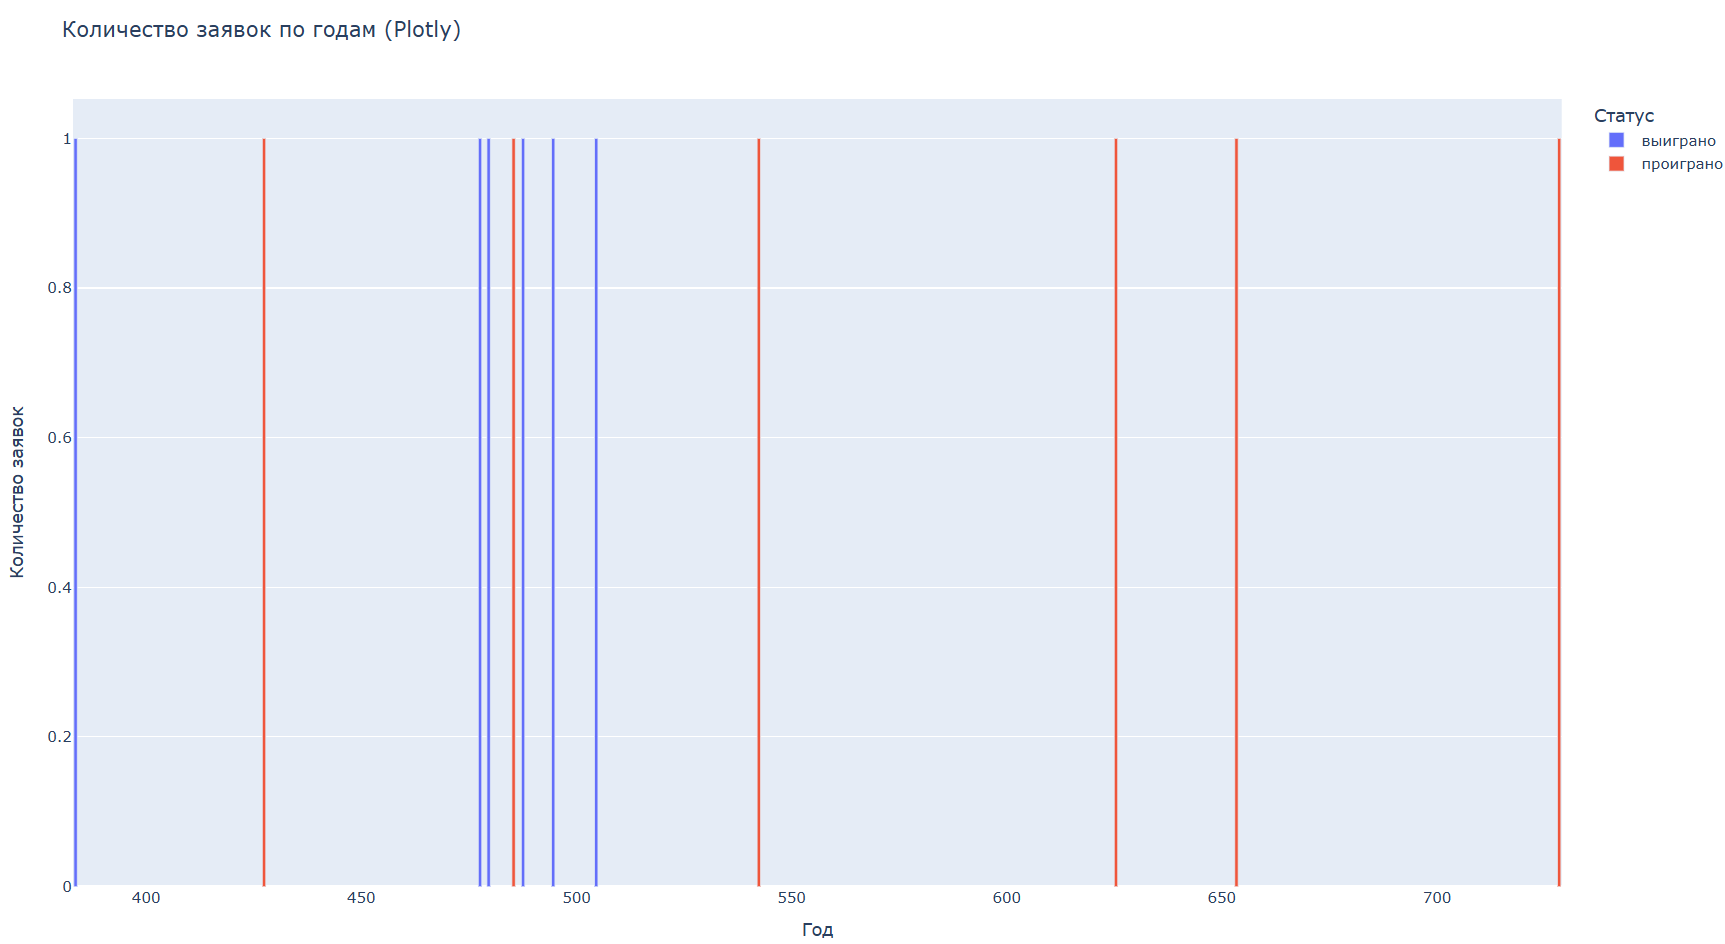 Количество заявок по годам (Plotly)
Статус
выиграно
проиграно
1
0.8
0.6
0.4
0.2
0
Количество заявок
400 450 500 550 600 650 700
Год